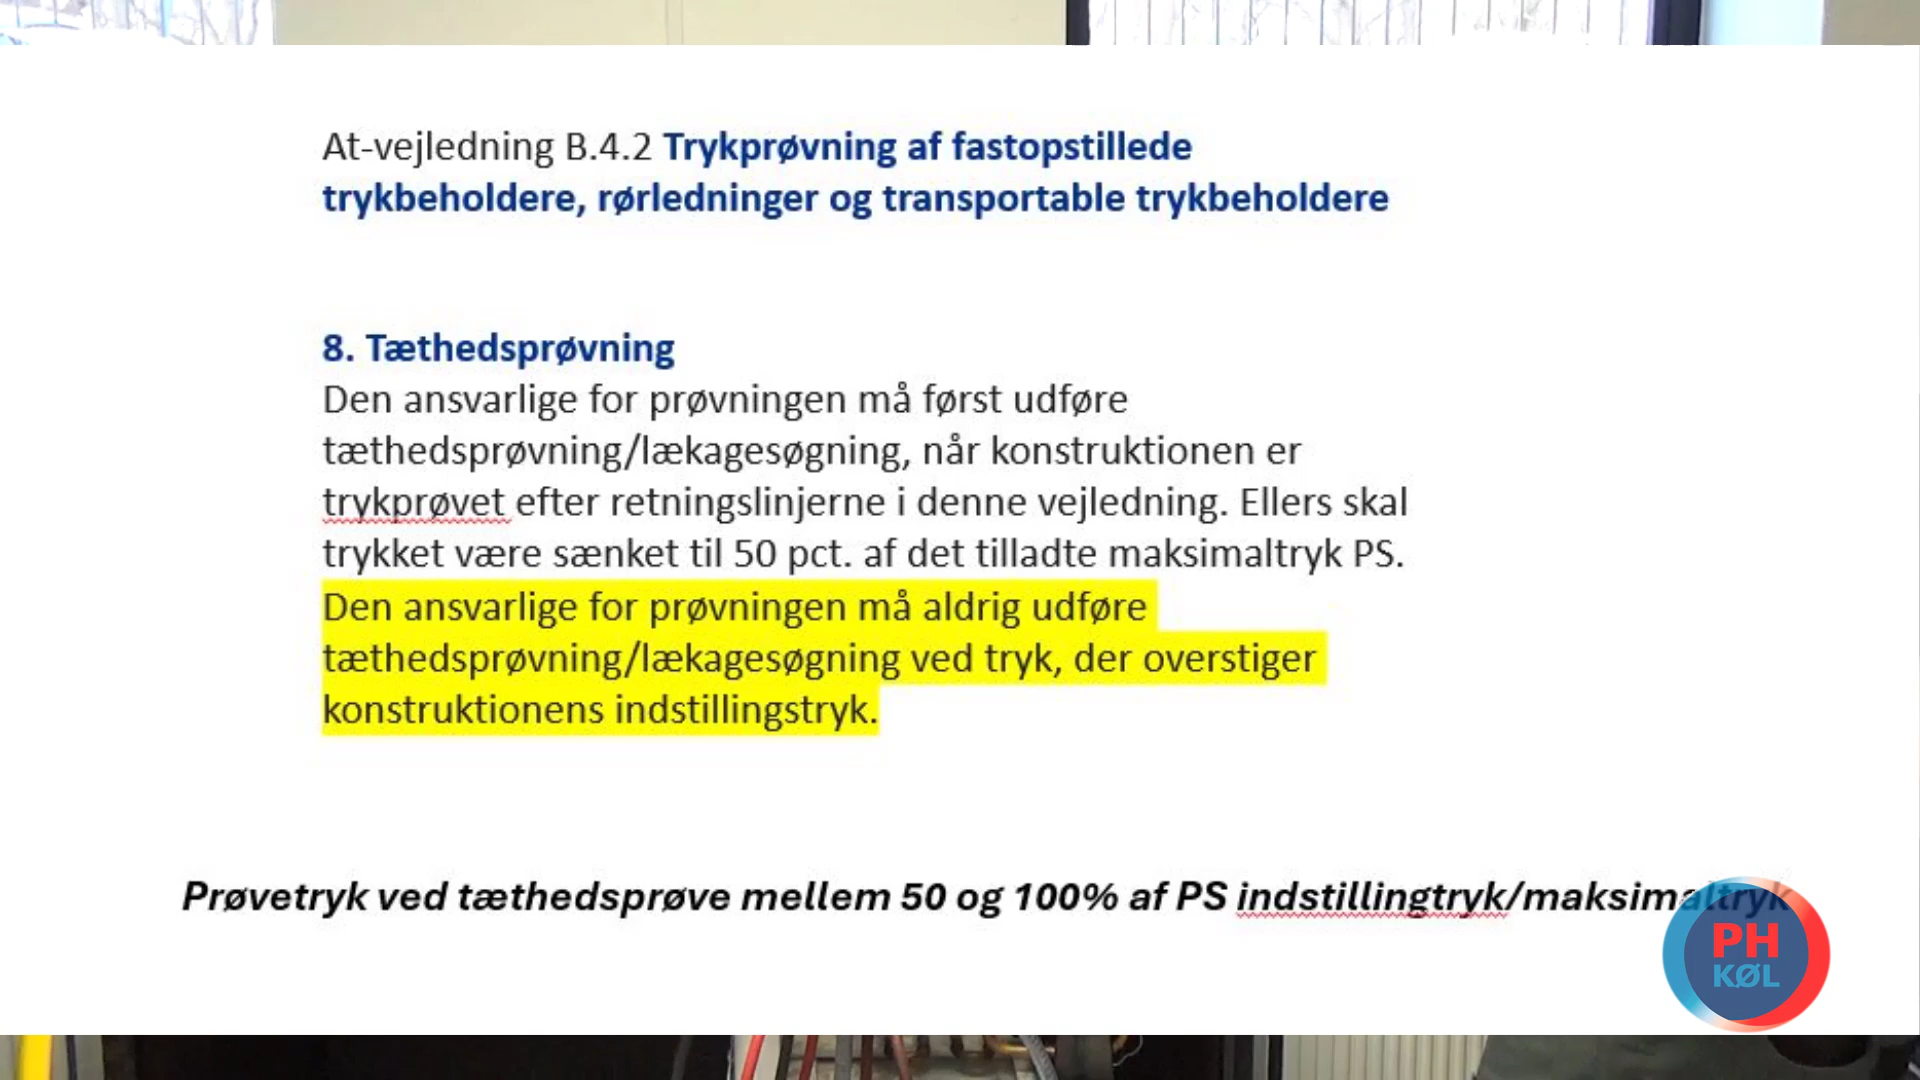 At-vejledning B.4.2 Trykprøvning af fastopstillede
trykbeholdere, rørledninger og transportable trykbeholdere
8. Tæthedsprøvning
Den ansvarlige for prøvningen må først udføre
tæthedsprøvning/lækagesøgning, når konstruktionen er
trykprøvet efter retningslinjerne i denne vejledning. Ellers skal
trykket være sænket til 50 pct. af det tilladte maksimaltryk PS.
Den ansvarlige for prøvningen må aldrig udføre
tæthedsprøvning/lækagesøgning ved tryk, der overstiger
konstruktionens indstillingstryk.
Prøvetryk ved tæthedsprøve mellem 50 og 100% af PS indstillingtryk/maksimaltryk
PH
KØL